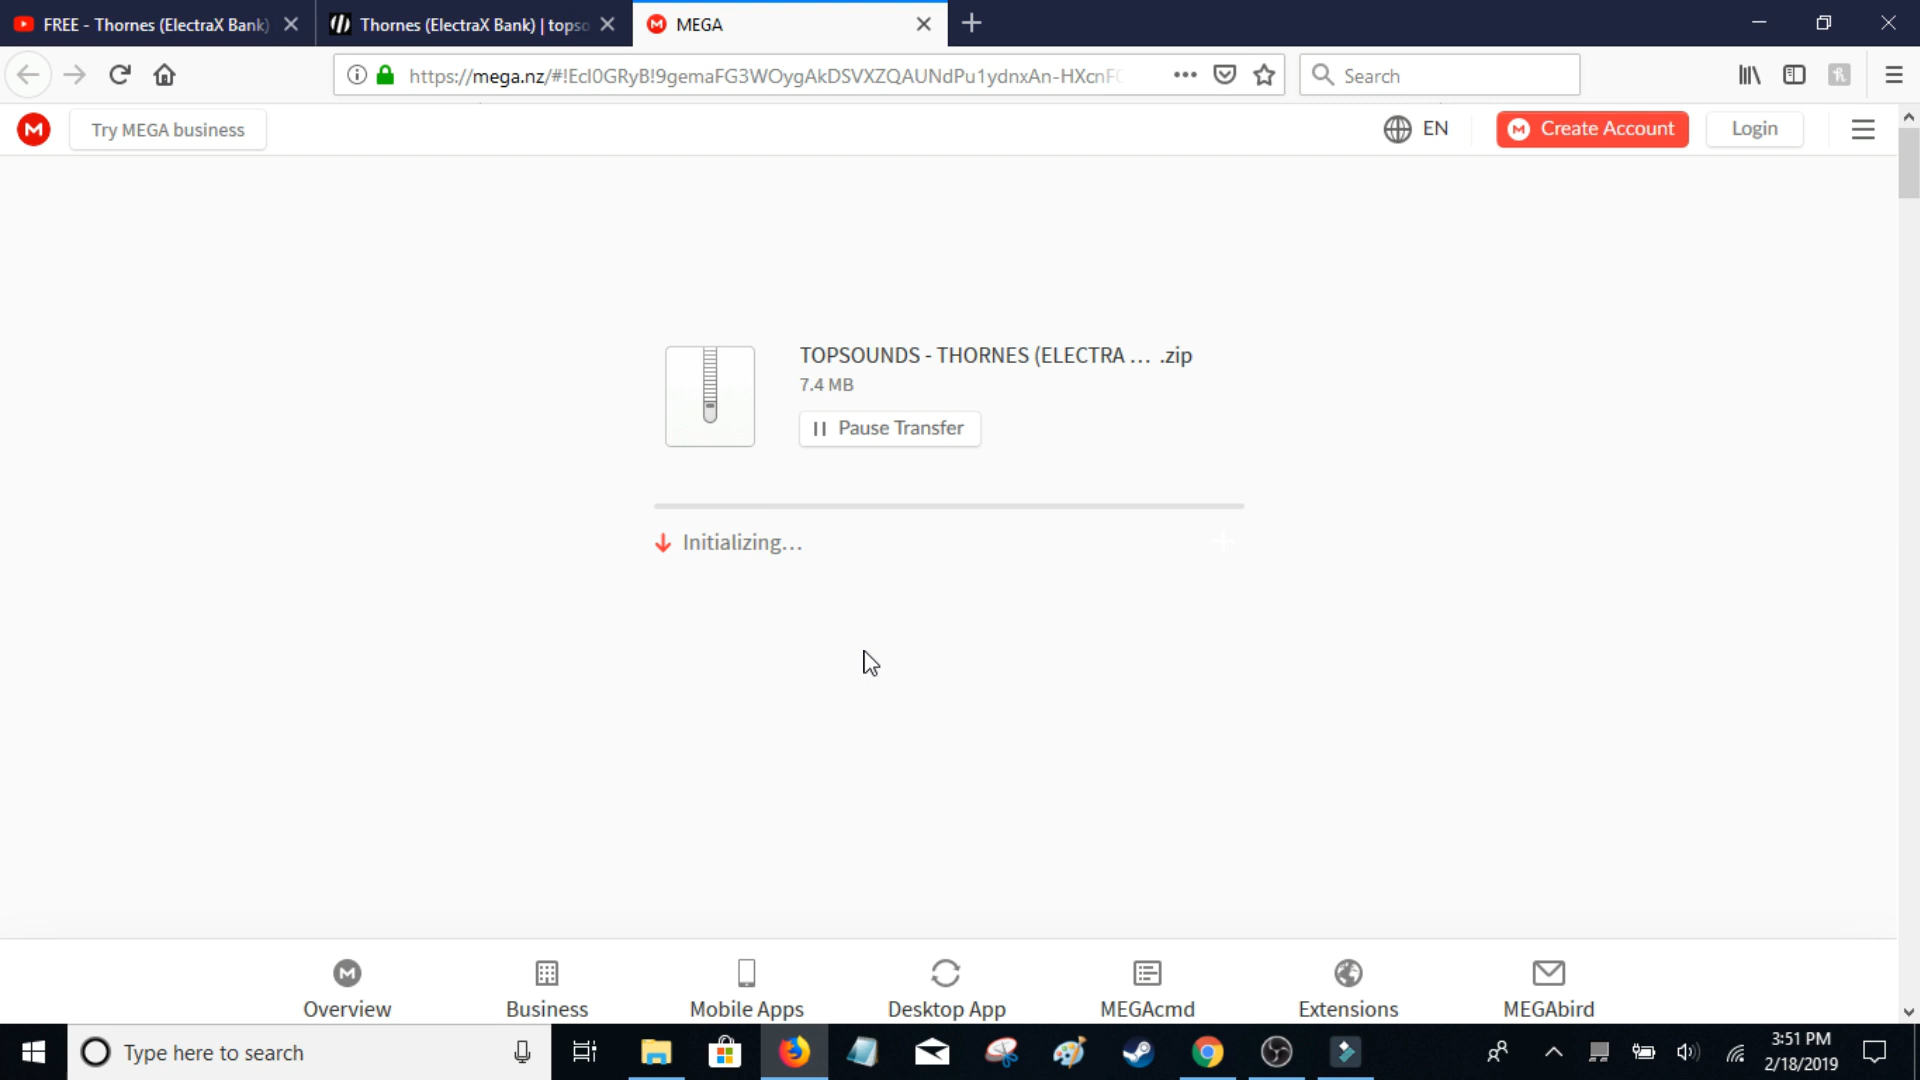 FREE - Thornes (ElectraX Bank)
Thornes (ElectraX Bank) | topso
MEGA
https://mega.nz/#!EcI0GRyB!9gemaFG3WOygAkDSVXZQAUNdPu1ydnxAn-HXcnFC
Search
Try MEGA business
EN
Create Account
Login
TOPSOUNDS - THORNES (ELECTRA ... .zip
7.4 MB
Pause Transfer
Initializing...
Overview
Business
Mobile Apps
Desktop App
MEGAcmd
Extensions
MEGAbird
Type here to search
3:51 PM
2/18/2019